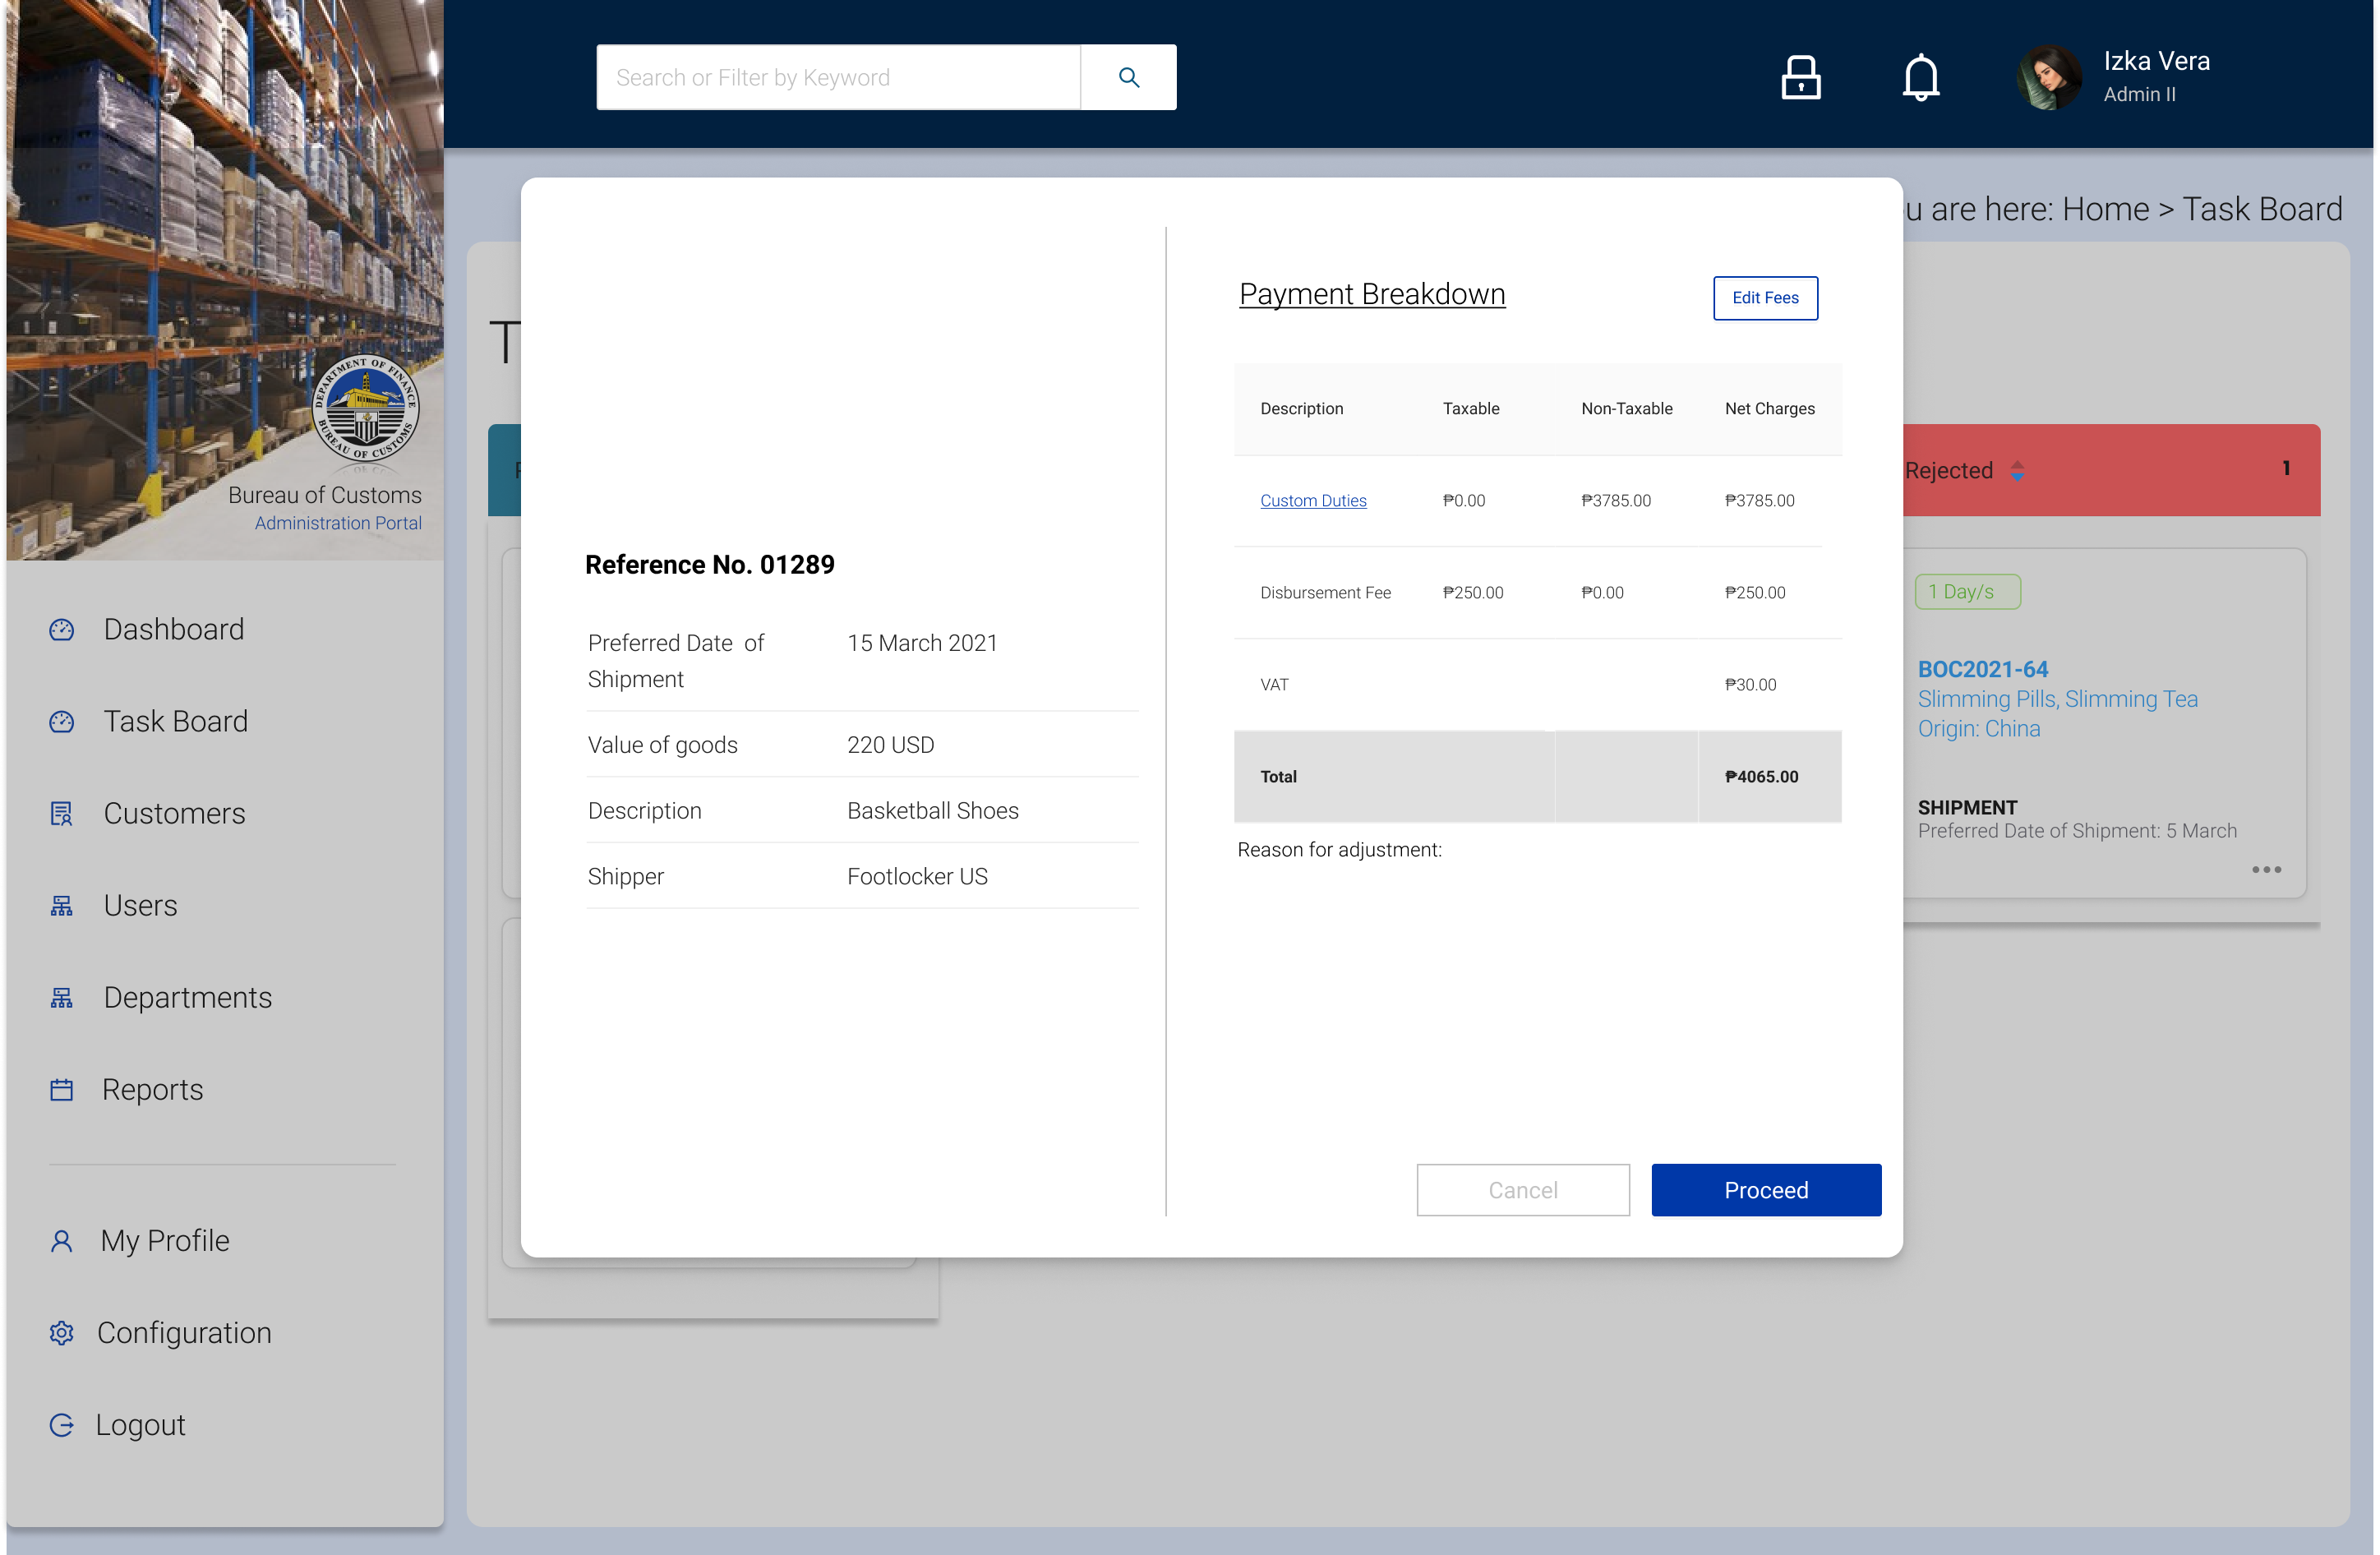 Search or Filter by Keyword
Izka Vera
Admin II
u are here: Home > Task Board
DEPARTMENT OF FINANCE
BUREAU OF CUSTOMS
Bureau of Customs
Administration Portal
Dashboard
Task Board
Customers
Users
Departments
Reports
My Profile
Configuration
Logout
T
Reference No. 01289
Preferred Date of
Shipment
15 March 2021
Value of goods
220 USD
Description
Basketball Shoes
Shipper
Footlocker US
Payment Breakdown
Edit Fees
Description Taxable Non-Taxable Net Charges
Custom Duties ₱0.00 ₱3785.00 ₱3785.00
Disbursement Fee ₱250.00 ₱0.00 ₱250.00
VAT ₱30.00
Total ₱4065.00
Reason for adjustment:
Cancel
Proceed
Rejected 1
1 Day/s
BOC2021-64
Slimming Pills, Slimming Tea
Origin: China
SHIPMENT
Preferred Date of Shipment: 5 March